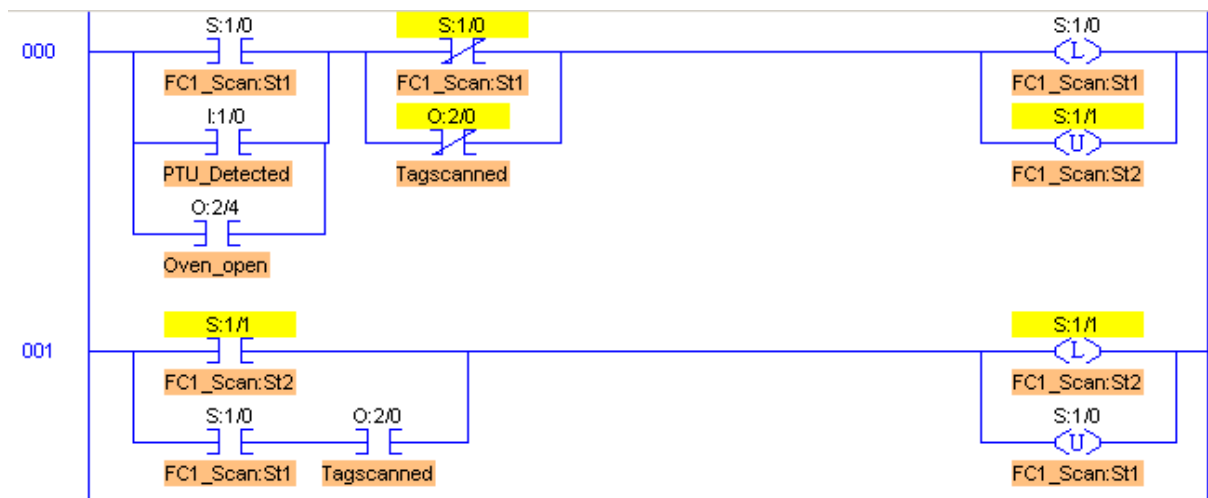 S:1/0 S:1/0 S:1/0
000
FC1_Scan:St1 FC1_Scan:St1 L FC1_Scan:St1
I:1/0 O:2/0 S:1/1
U
PTU_Detected Tagscanned FC1_Scan:St2
O:2/4
Oven_open
S:1/1 S:1/1
001 L
FC1_Scan:St2 FC1_Scan:St2
S:1/0 O:2/0 S:1/0
U
FC1_Scan:St1 Tagscanned FC1_Scan:St1